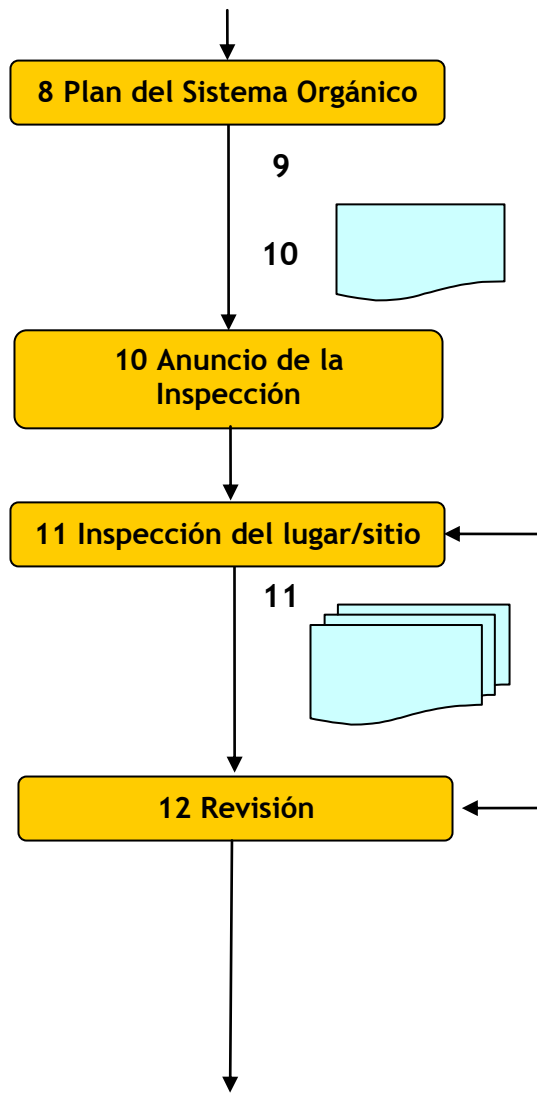 8 Plan del Sistema Orgánico
9
10
10 Anuncio de la
Inspección
11 Inspección del lugar/sitio
11
12 Revisión